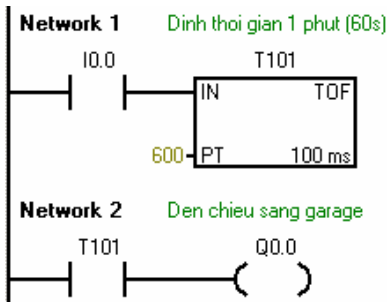 Network 1 Dinh thoi gian 1 phut (60s)
I0.0 T101
IN TOF
600 PT 100 ms
Network 2 Den chieu sang garage
T101 Q0.0